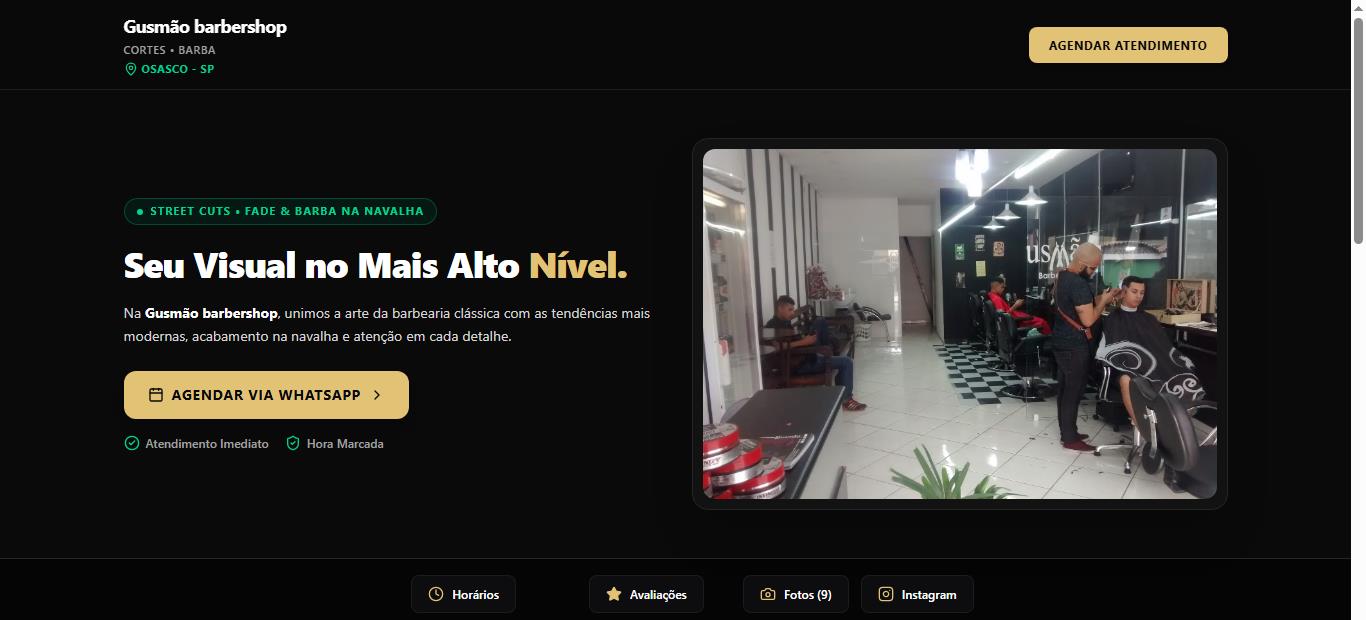 Gusmão barbershop
CORTES • BARBA
OSASCO - SP
AGENDAR ATENDIMENTO
STREET CUTS • FADE & BARBA NA NAVALHA
Seu Visual no Mais Alto Nível.
Na Gusmão barbershop, unimos a arte da barbearia clássica com as tendências mais
modernas, acabamento na navalha e atenção em cada detalhe.
AGENDAR VIA WHATSAPP
Atendimento Imediato
Hora Marcada
Horários
Avaliações
Fotos (9)
Instagram